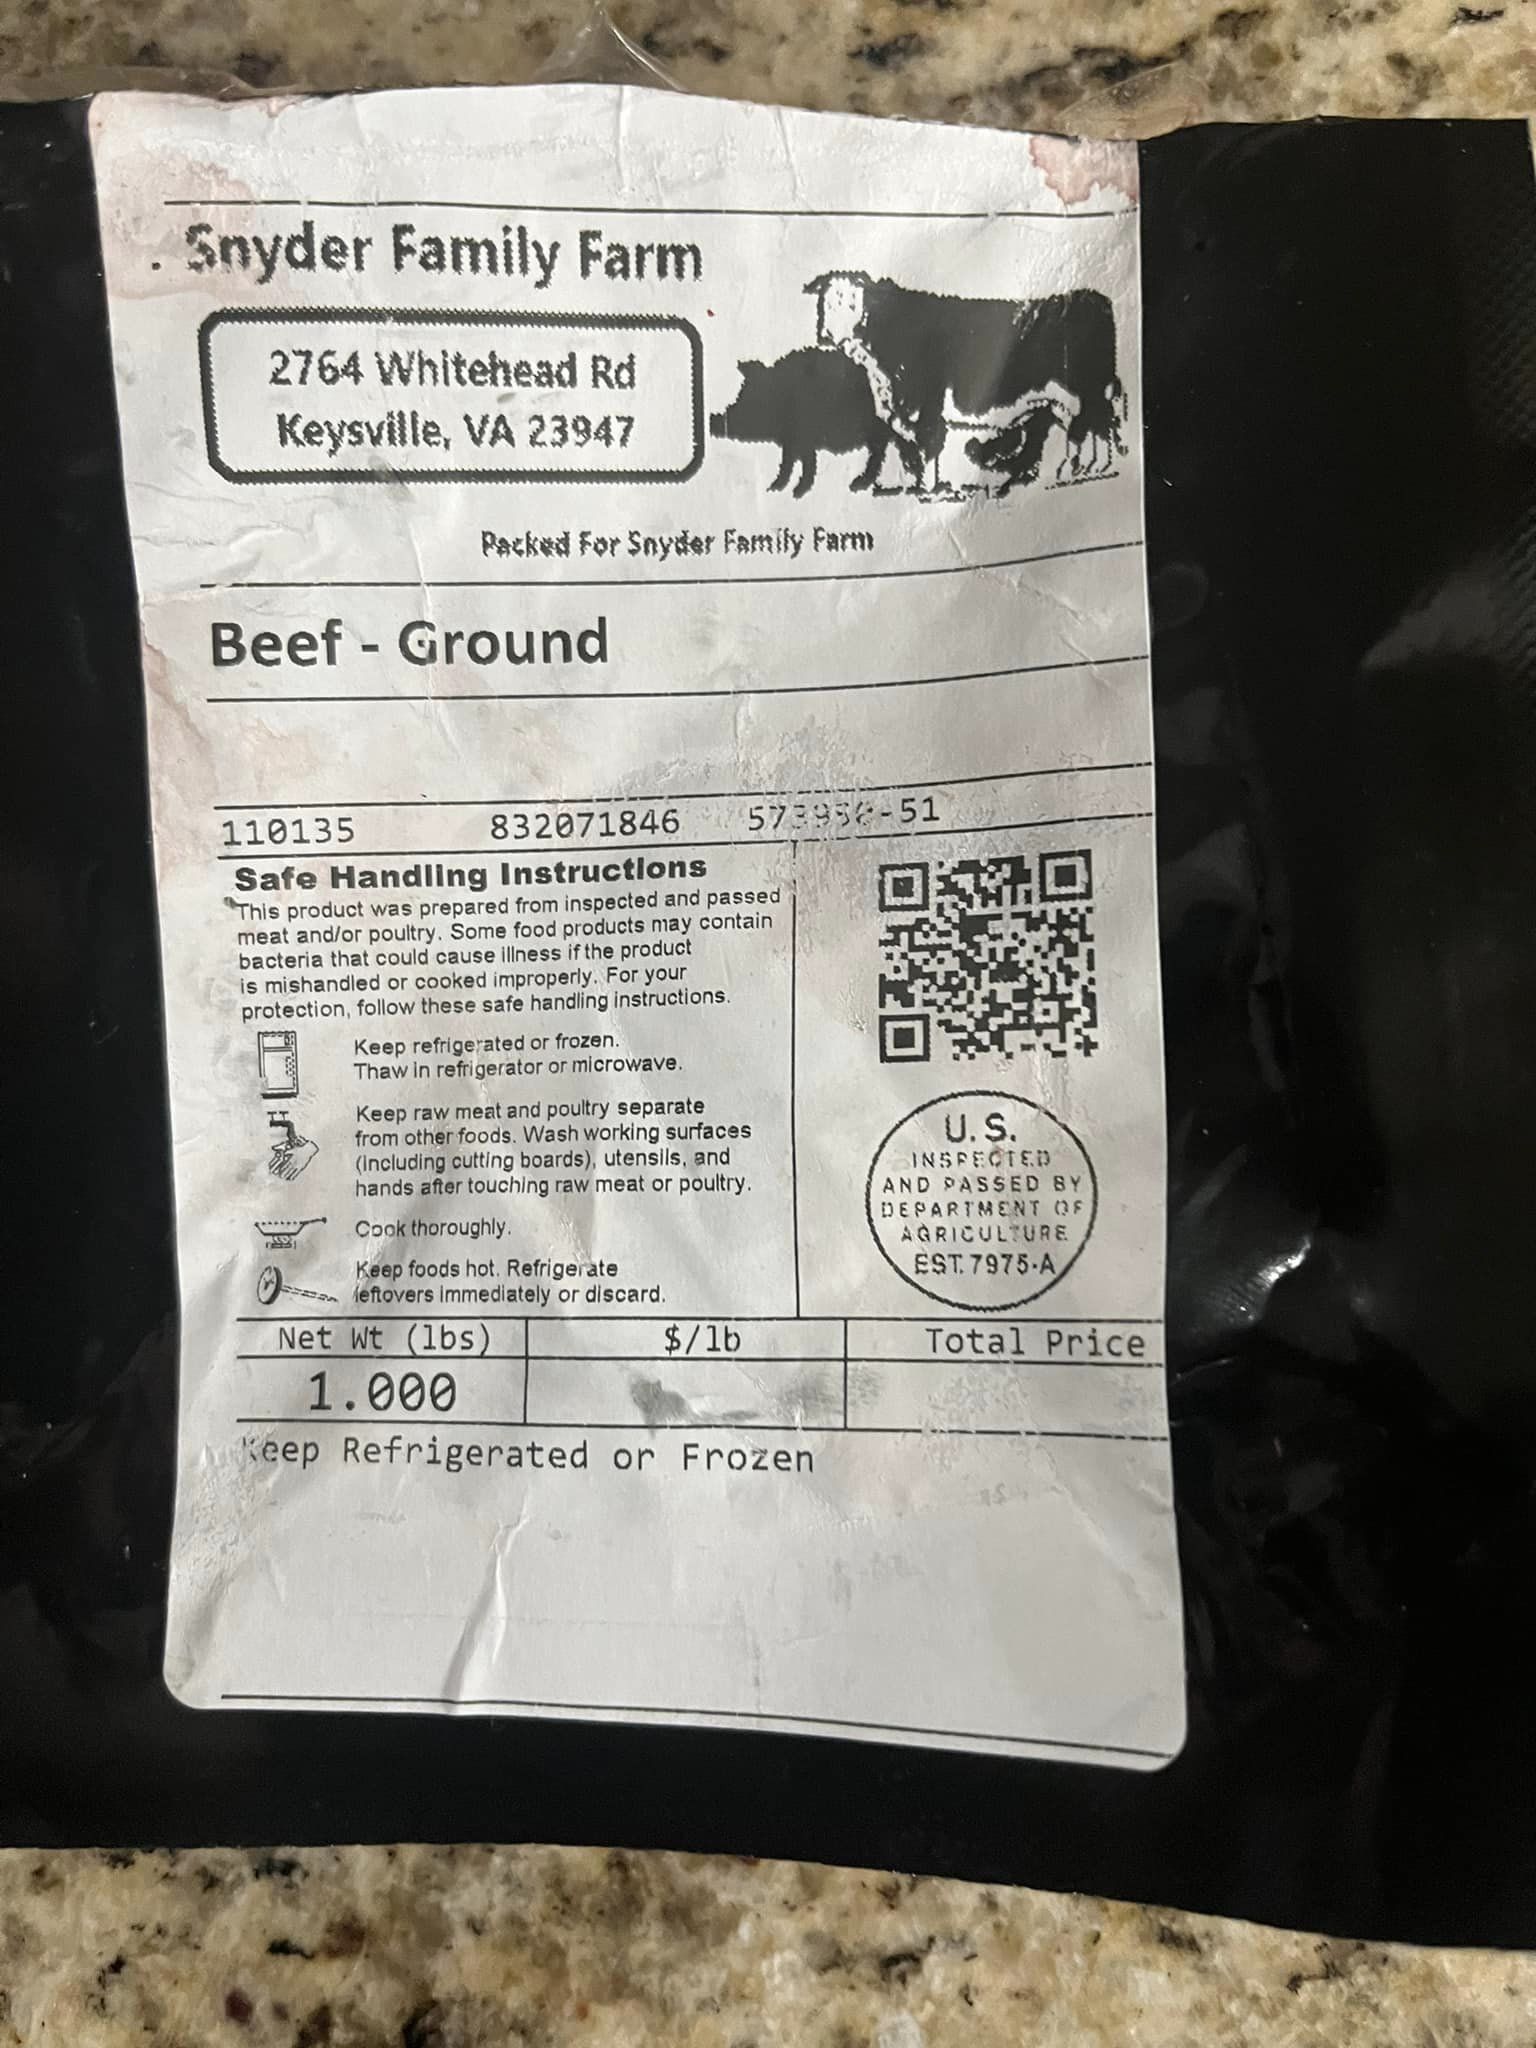 Snyder Family Farm
2764 Whitehead Rd
Keysville, VA 23947
Packed For Snyder Family Farm
Beef - Ground
110135 832071846
Safe Handling Instructions
This product was prepared from inspected and passed
meat and/or poultry. Some food products may contain
bacteria that could cause illness if the product
is mishandled or cooked improperly. For your
protection, follow these safe handling instructions.
Keep refrigerated or frozen.
Thaw in refrigerator or microwave.
Keep raw meat and poultry separate
from other foods. Wash working surfaces
(including cutting boards), utensils, and
hands after touching raw meat or poultry.
Cook thoroughly.
Keep foods hot. Refrigerate
leftovers immediately or discard.
U.S.
INSPECTED
AND PASSED BY
DEPARTMENT OF
AGRICULTURE
EST. 7975-A
Net Wt (lbs) $/lb Total Price
1.000
Keep Refrigerated or Frozen